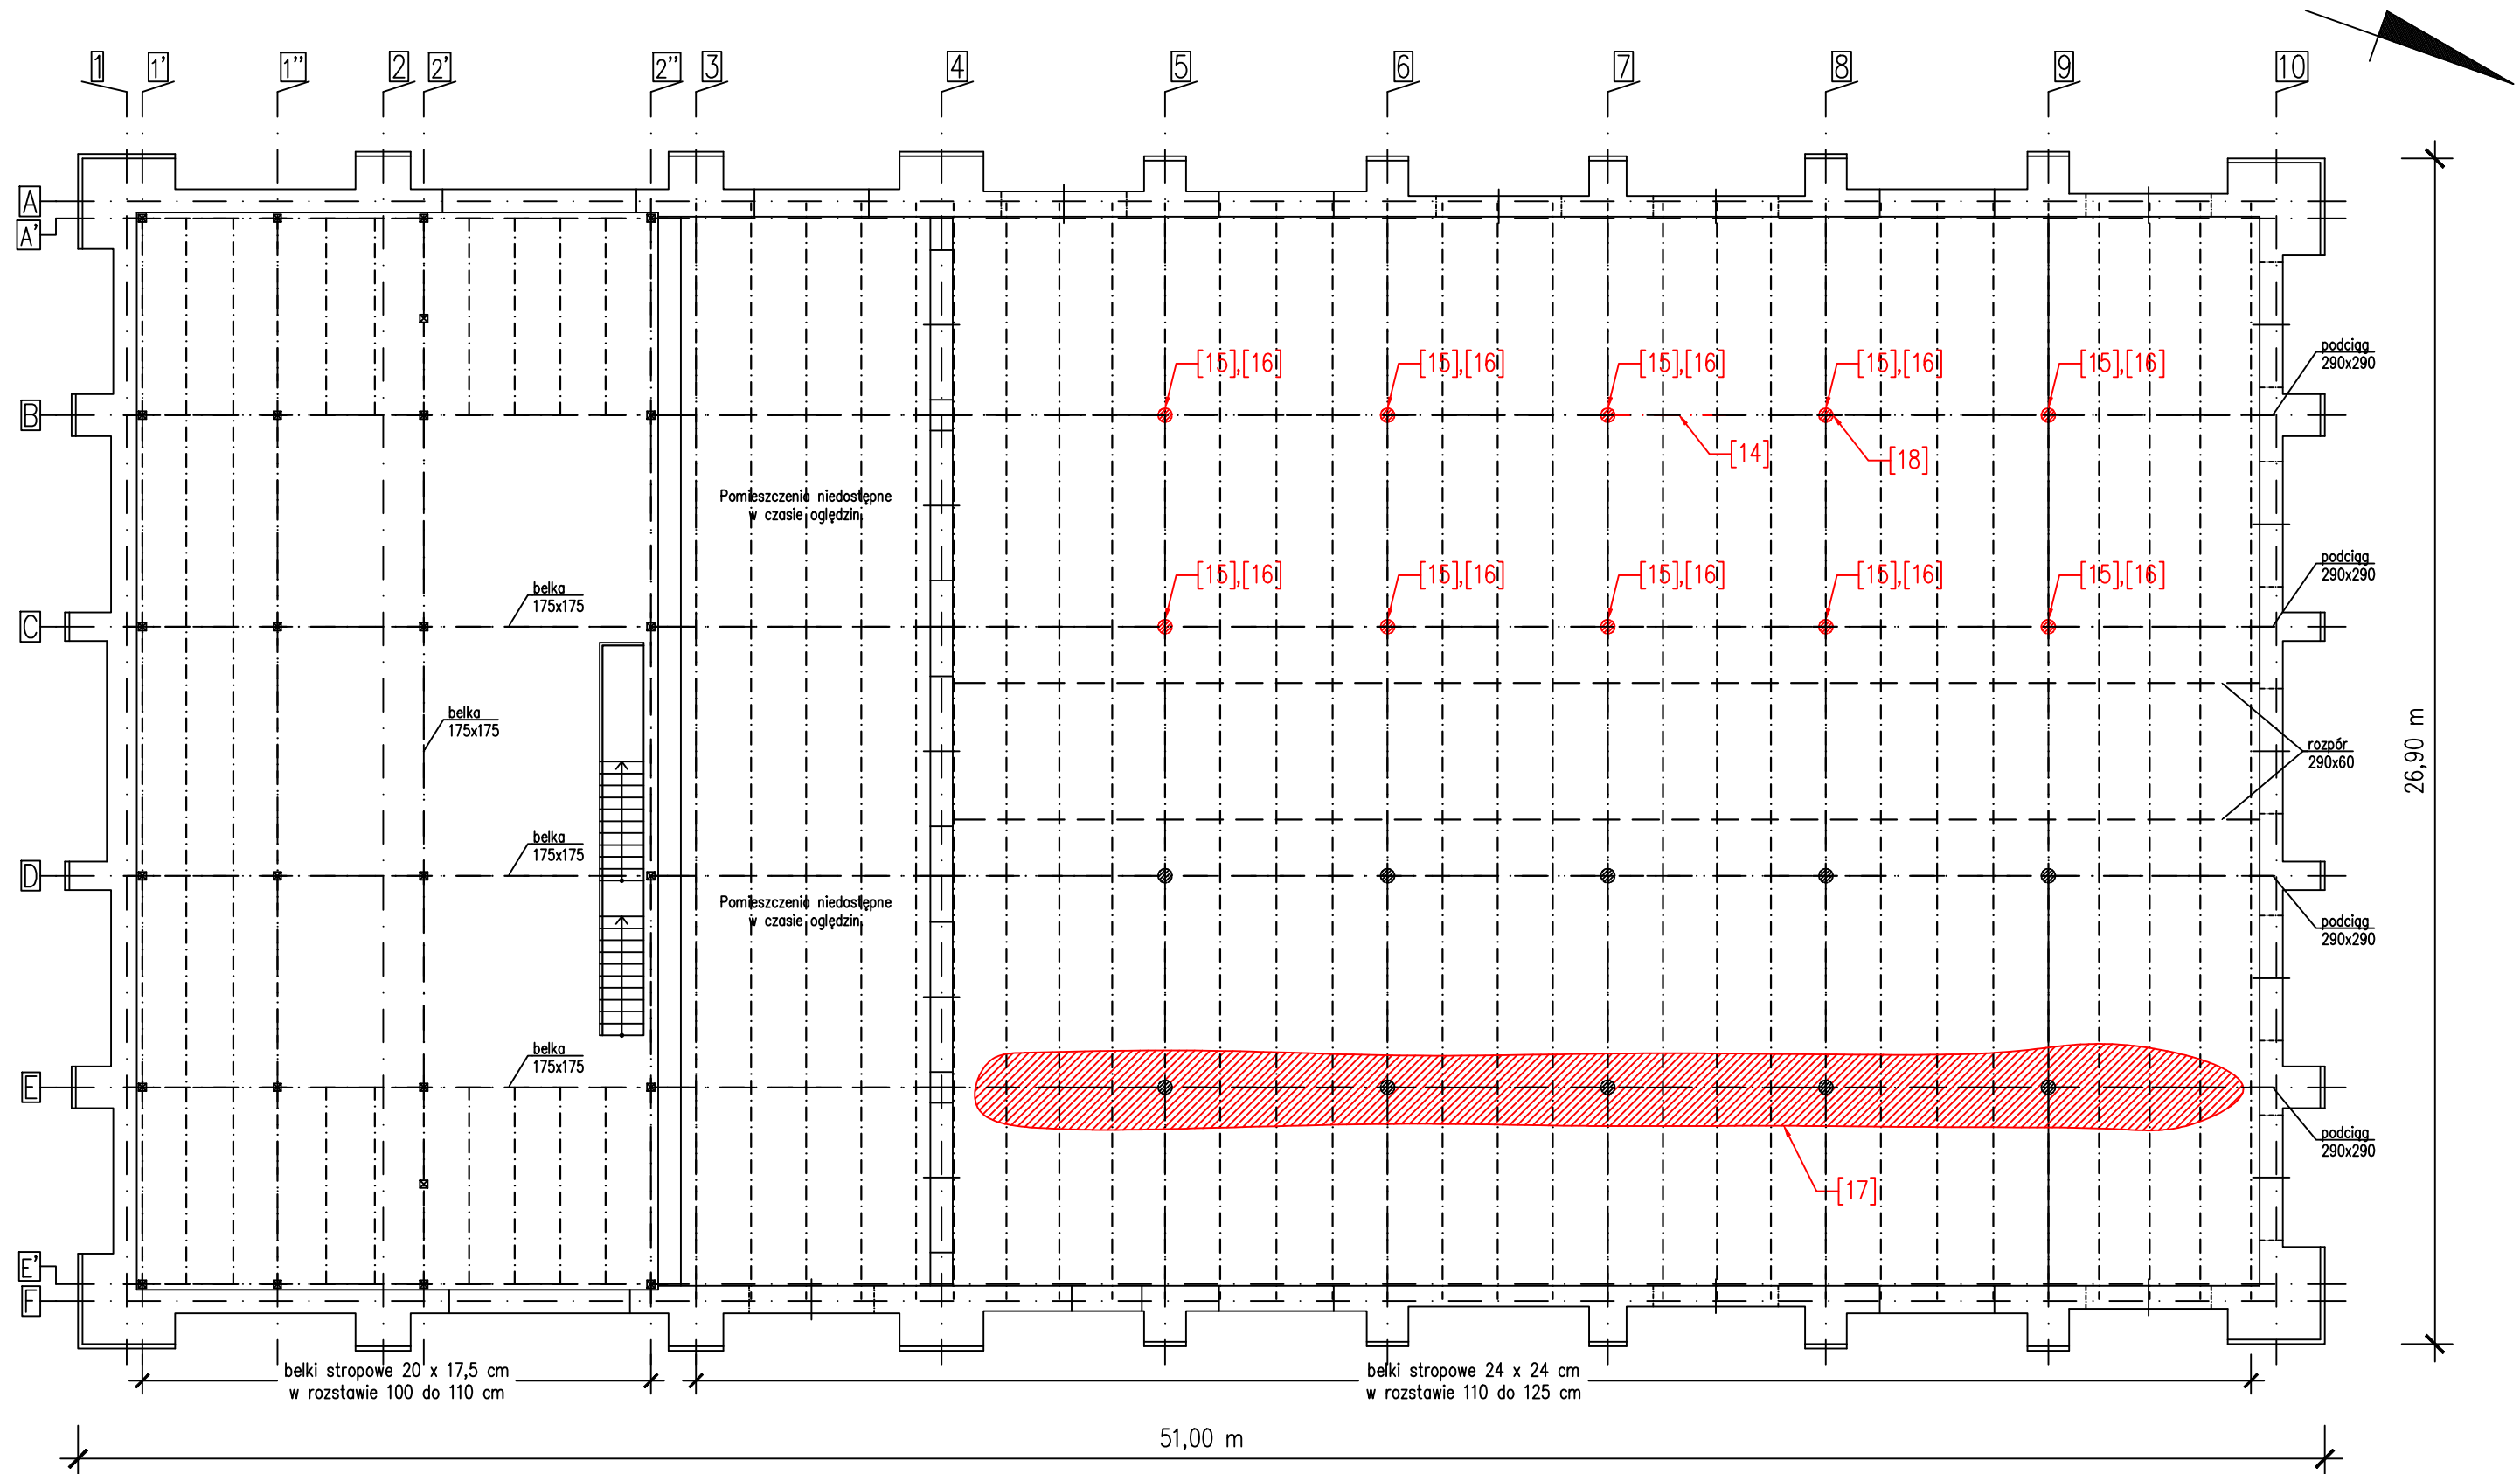 1 1' 1" 2 2' 2" 3 4 5 6 7 8 9 10
A
A'
[15],[16] [15],[16] [15],[16] [15],[16] [15],[16]
podciąg
290x290
B
[14] [18]
Pomieszczenia niedostępne
w czasie oględzin
podciąg
290x290
[15],[16] [15],[16] [15],[16] [15],[16] [15],[16]
belka
175x175
C
belka
175x175
rozpór
290x60
26,90 m
belka
175x175
D
Pomieszczenia niedostępne
w czasie oględzin
podciąg
290x290
belka
175x175
E
podciąg
290x290
[17]
E'
F
belki stropowe 20 x 17,5 cm
w rozstawie 100 do 110 cm
belki stropowe 24 x 24 cm
w rozstawie 110 do 125 cm
51,00 m